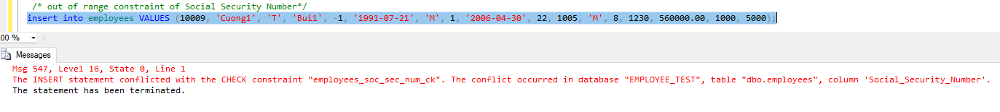 /* out of range constraint of Social Security Number*/
insert into employees VALUES (10009, 'Cuong1', 'T', 'Bui1', -1, '1991-07-21', 'M', 1, '2006-04-30', 22, 1005, 'M', 8, 1230, 560000.00, 1000, 5000);
00 %
Messages
Msg 547, Level 16, State 0, Line 1
The INSERT statement conflicted with the CHECK constraint "employees_soc_sec_num_ck". The conflict occurred in database "EMPLOYEE_TEST", table "dbo.employees", column 'Social_Security_Number'.
The statement has been terminated.